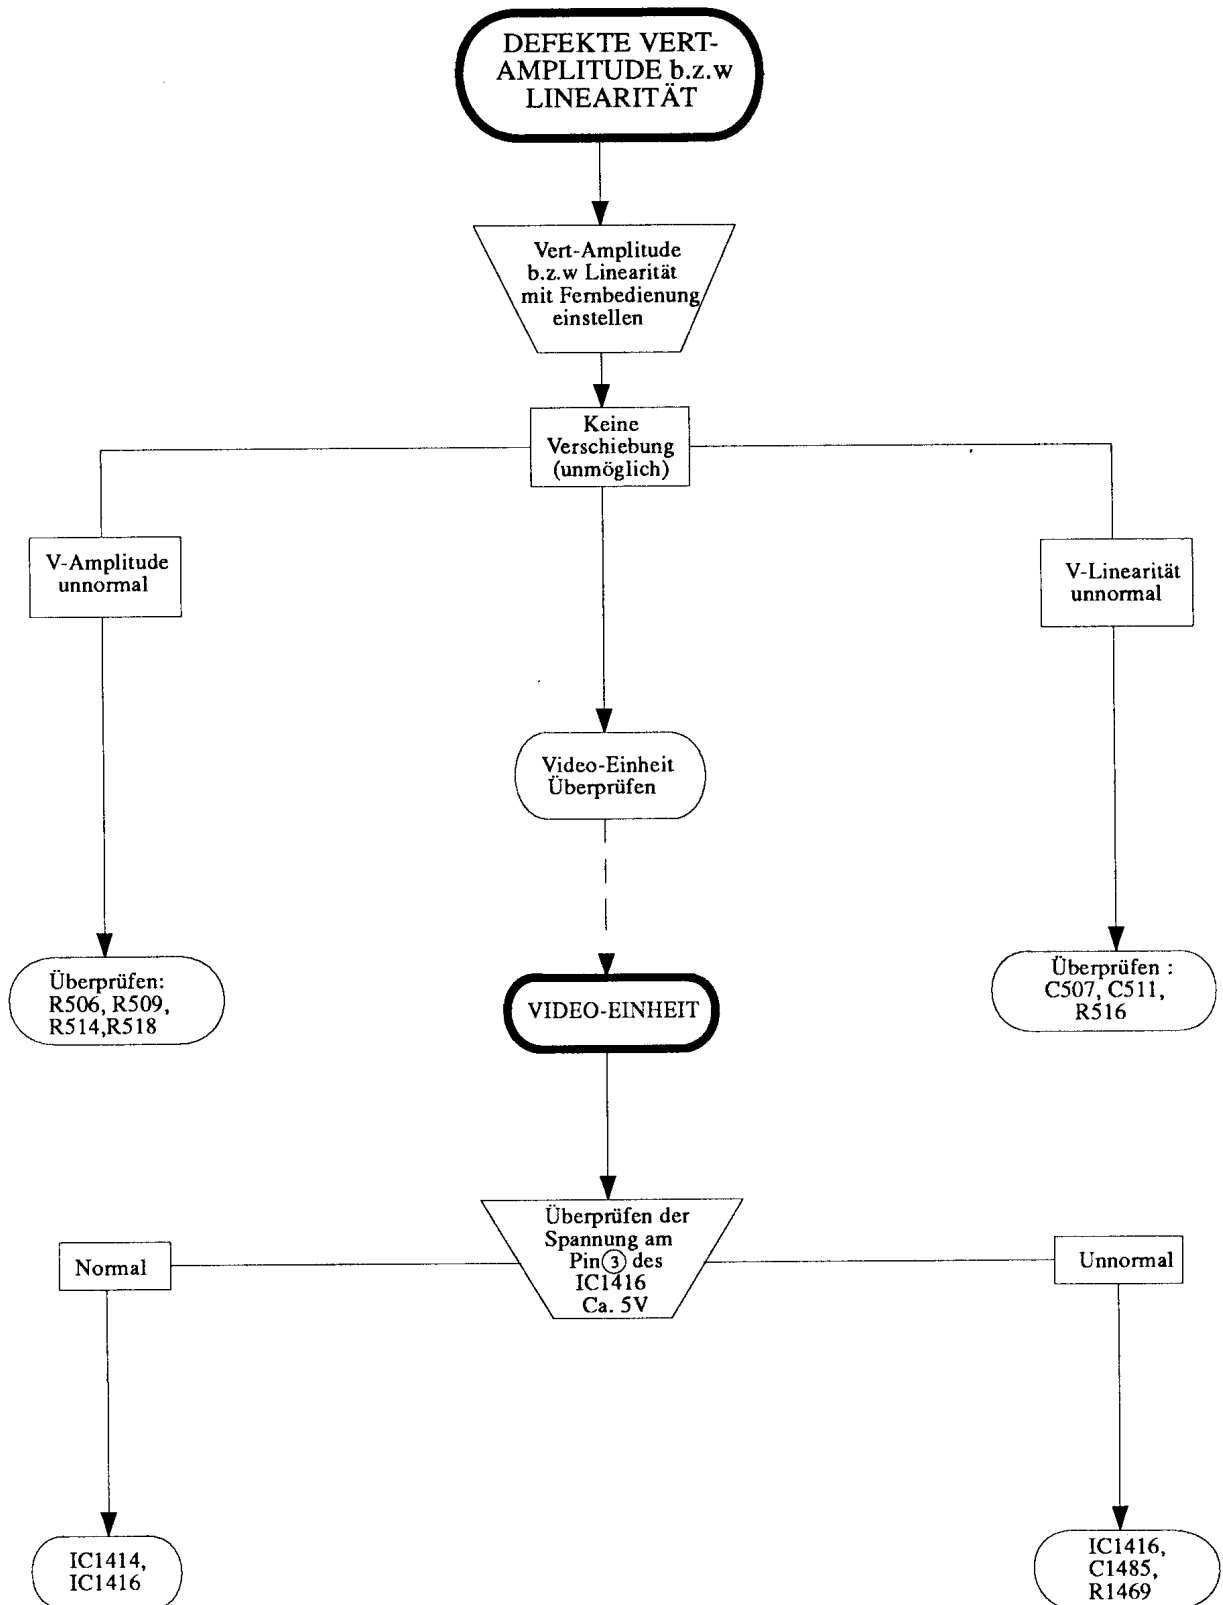 DEFEKTE VERT-
AMPLITUDE b.z.w
LINEARITÄT
Vert-Amplitude
b.z.w Linearität
mit Fernbedienung
einstellen
Keine
Verschiebung
(unmöglich)
V-Amplitude
unnormal
V-Linearität
unnormal
Video-Einheit
Überprüfen
Überprüfen:
R506, R509,
R514,R518
Überprüfen :
C507, C511,
R516
VIDEO-EINHEIT
Überprüfen der
Spannung am
Pin③ des
IC1416
Ca. 5V
Normal
Unnormal
IC1414,
IC1416
IC1416,
C1485,
R1469